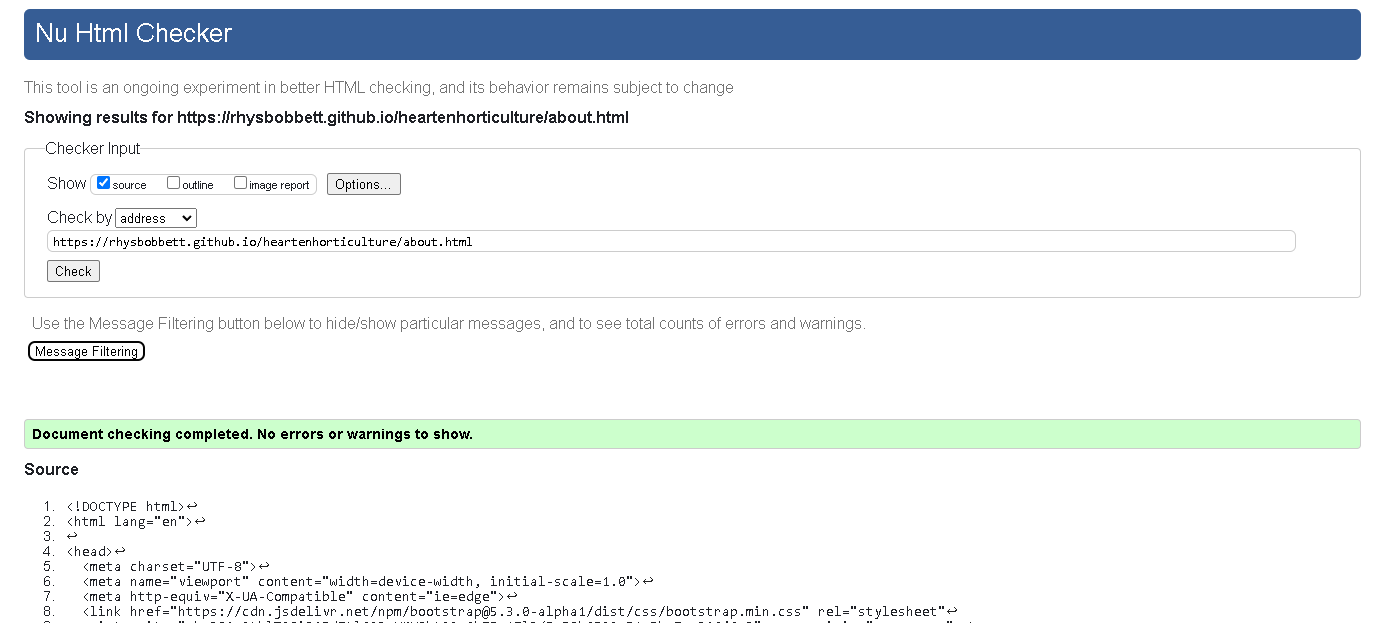 Nu Html Checker
This tool is an ongoing experiment in better HTML checking, and its behavior remains subject to change
Showing results for https://rhysbobbett.github.io/heartenhorticulture/about.html
Checker Input
Show source outline image report Options...
Check by address
https://rhysbobbett.github.io/heartenhorticulture/about.html
Check
Use the Message Filtering button below to hide/show particular messages, and to see total counts of errors and warnings.
Message Filtering
Document checking completed. No errors or warnings to show.
Source
1. <!DOCTYPE html>↩
2. <html lang="en">↩
3. ↩
4. <head>↩
5. <meta charset="UTF-8">↩
6. <meta name="viewport" content="width=device-width, initial-scale=1.0">↩
7. <meta http-equiv="X-UA-Compatible" content="ie=edge">↩
8. <link href="https://cdn.jsdelivr.net/npm/bootstrap@5.3.0-alpha1/dist/css/bootstrap.min.css" rel="stylesheet"↩